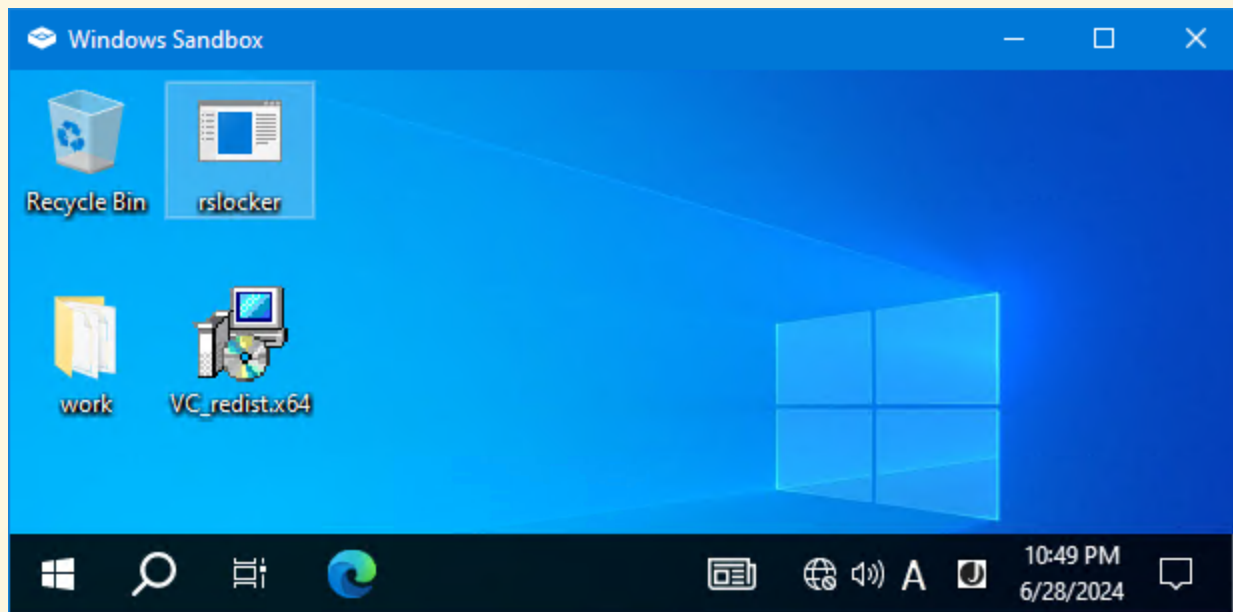 Windows Sandbox
Recycle Bin
rslocker
work
VC_redist.x64
A
J
10:49 PM
6/28/2024